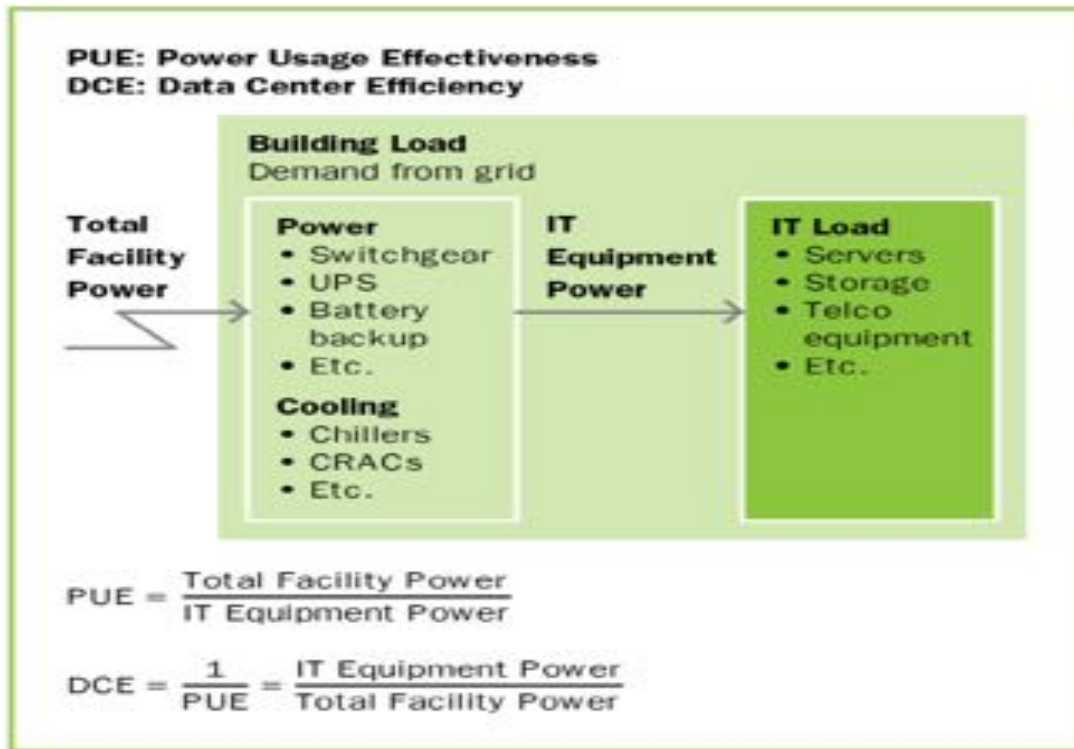 PUE: Power Usage Effectiveness
DCE: Data Center Efficiency
Building Load
Demand from grid
Total
Facility
Power
Power
• Switchgear
• UPS
• Battery
backup
• Etc.
Cooling
• Chillers
• CRACs
• Etc.
IT
Equipment
Power
IT Load
• Servers
• Storage
• Telco
equipment
• Etc.
PUE = Total Facility Power / IT Equipment Power
DCE = 1 / PUE = IT Equipment Power / Total Facility Power